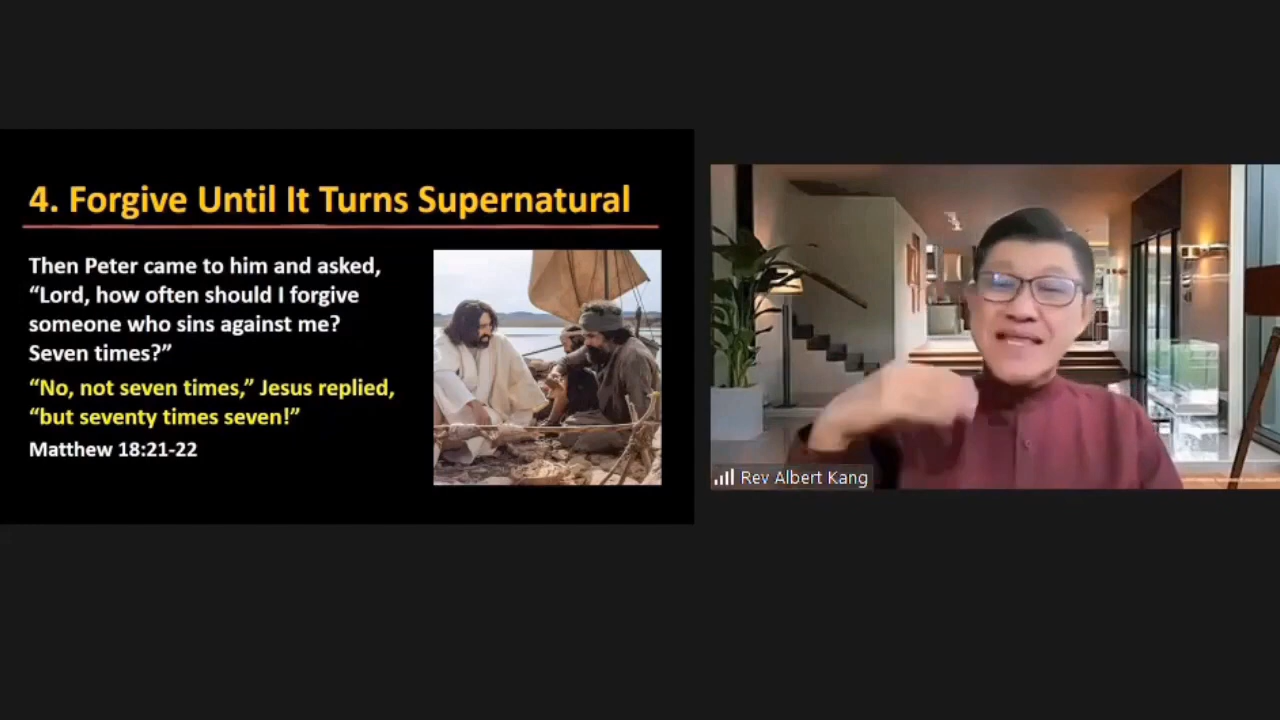 4. Forgive Until It Turns Supernatural
Then Peter came to him and asked,
“Lord, how often should I forgive
someone who sins against me?
Seven times?”
“No, not seven times,” Jesus replied,
“but seventy times seven!”
Matthew 18:21-22
Rev Albert Kang